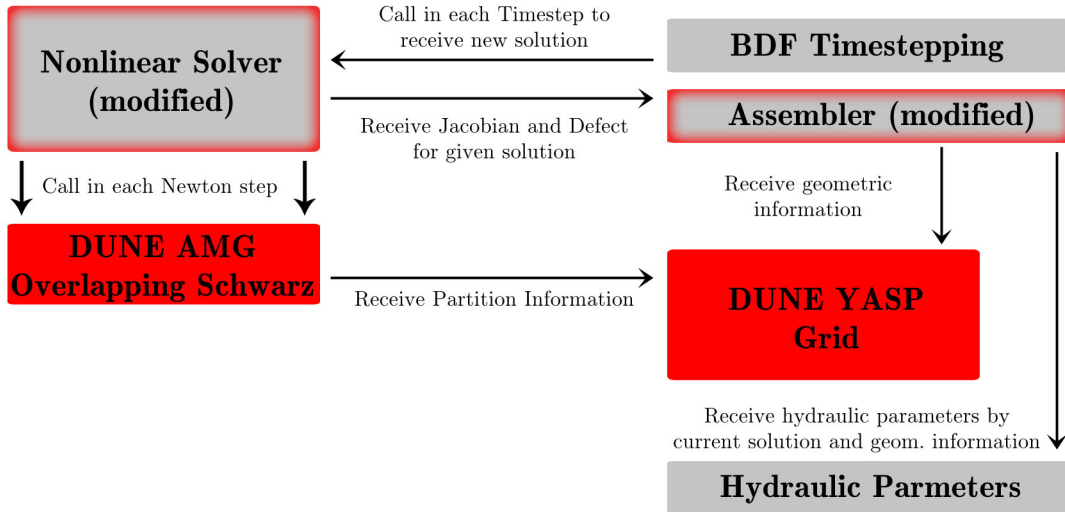 Call in each Timestep to
receive new solution
Nonlinear Solver
(modified)
BDF Timestepping
Assembler (modified)
Receive Jacobian and Defect
for given solution
Call in each Newton step
Receive geometric
information
DUNE AMG
Overlapping Schwarz
Receive Partition Information
DUNE YASP
Grid
Receive hydraulic parameters by
current solution and geom. information
Hydraulic Parmeters